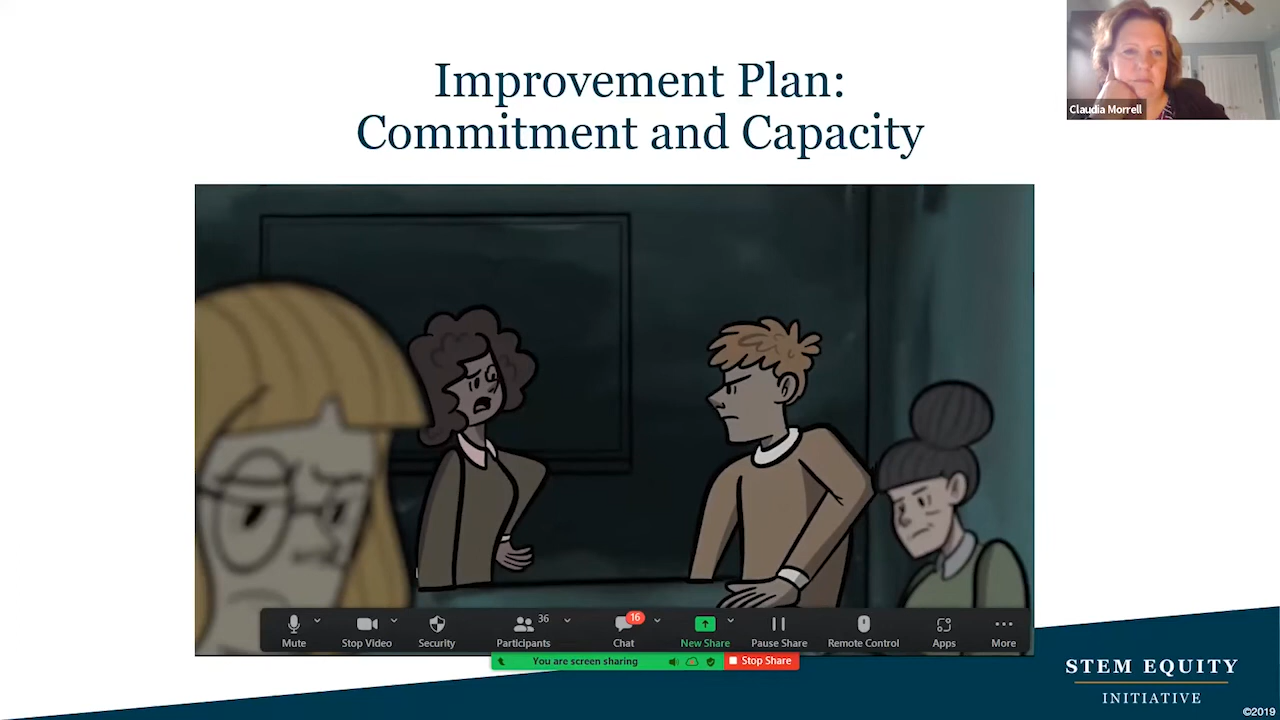 Improvement Plan:
Commitment and Capacity
Claudia Morrell
Mute
Stop Video
Security
36
Participants
16
Chat
New Share
Pause Share
Remote Control
Apps
More
You are screen sharing
Stop Share
STEM EQUITY
INITIATIVE
©2019